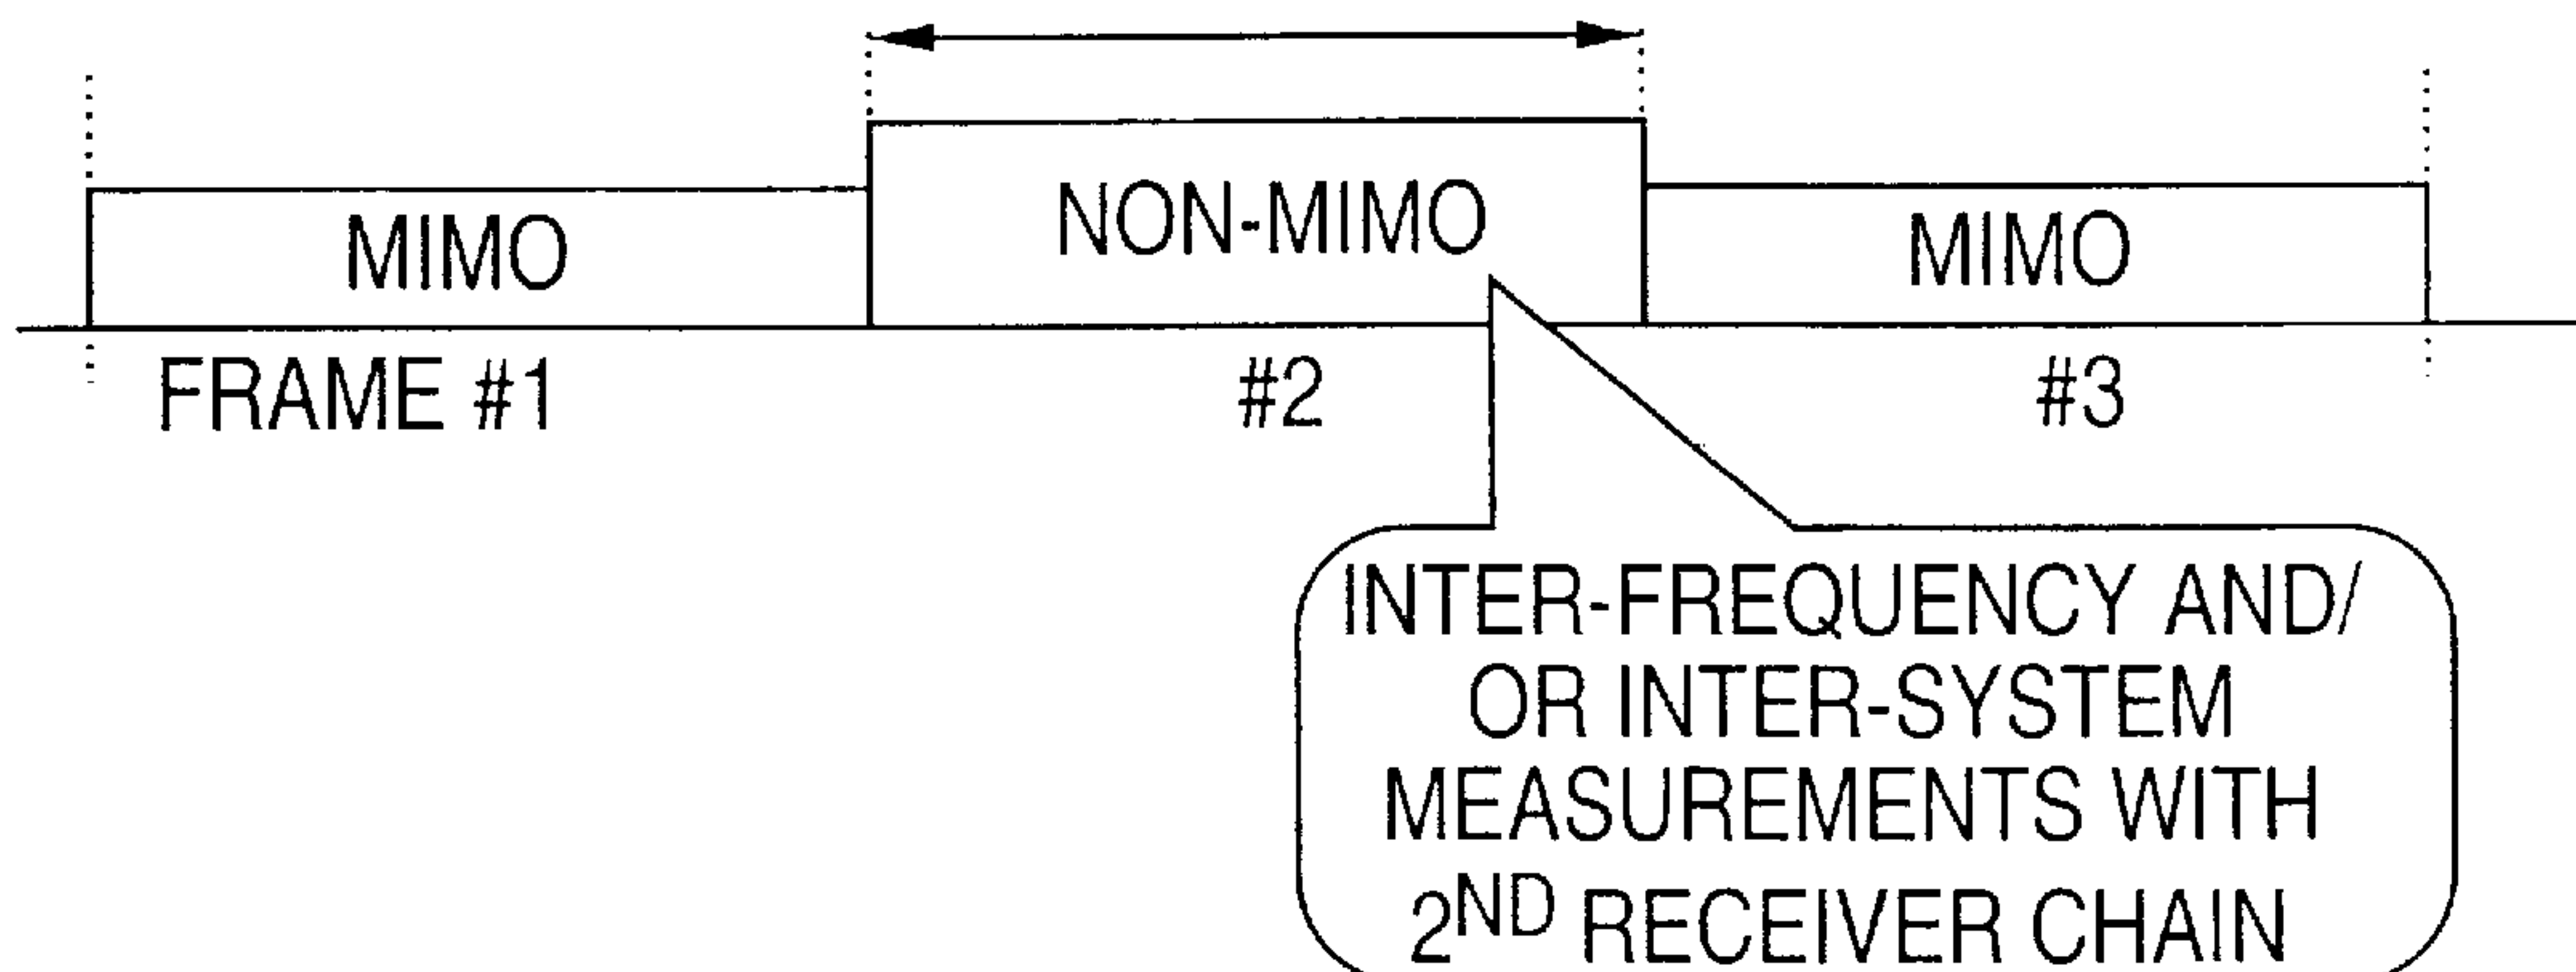 MIMO
NON-MIMO
MIMO
FRAME #1
#2
#3
INTER-FREQUENCY AND/
OR INTER-SYSTEM
MEASUREMENTS WITH
2ND RECEIVER CHAIN